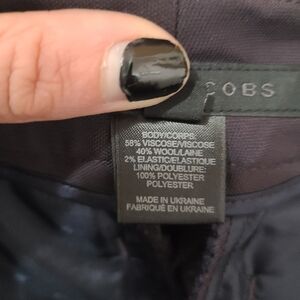 COBS
BODY/CORPS:
58% VISCOSE/VISCOSE
40% WOOL/LAINE
2% ELASTIC/ELASTIQUE
LINING/DOUBLURE:
100% POLYESTER
POLYESTER
MADE IN UKRAINE
FABRIQUÉ EN UKRAINE